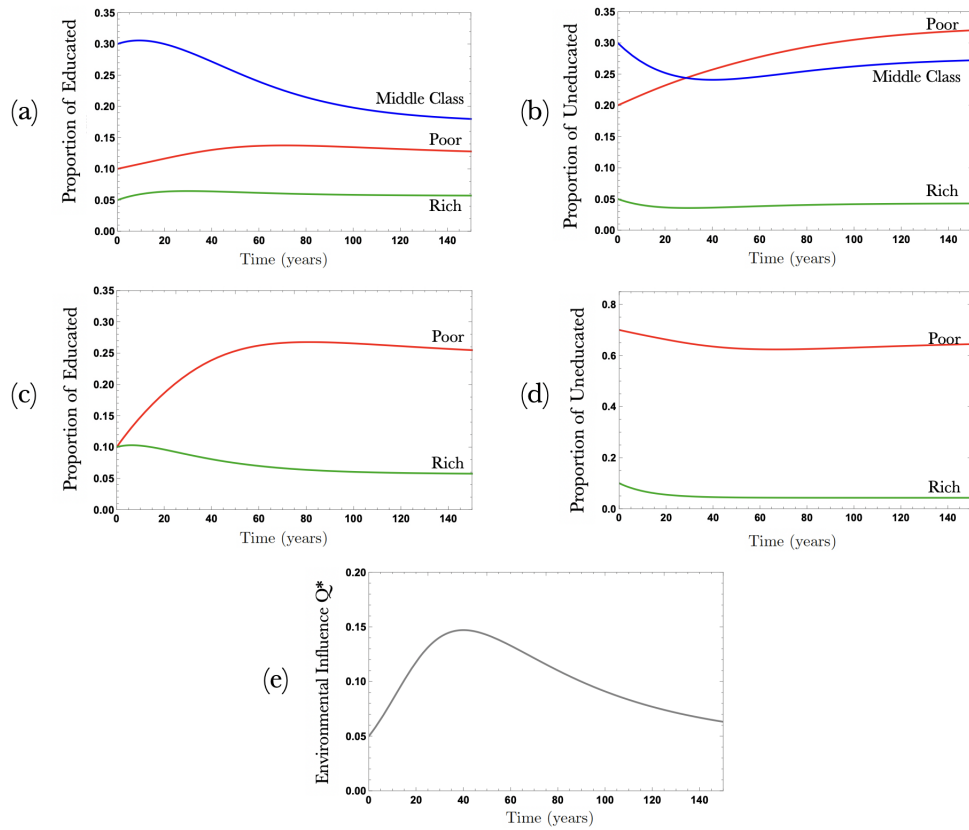 (a)
Proportion of Educated
0.35
0.30
0.25
0.20
0.15
0.10
0.05
0.00
Middle Class
Poor
Rich
0 20 40 60 80 100 120 140
Time (years)
(b)
Proportion of Uneducated
0.35
0.30
0.25
0.20
0.15
0.10
0.05
0.00
Poor
Middle Class
Rich
0 20 40 60 80 100 120 140
Time (years)
(c)
Proportion of Educated
0.35
0.30
0.25
0.20
0.15
0.10
0.05
0.00
Poor
Rich
0 20 40 60 80 100 120 140
Time (years)
(d)
Proportion of Uneducated
0.8
0.6
0.4
0.2
0.0
Poor
Rich
0 20 40 60 80 100 120 140
Time (years)
(e)
Environmental Influence Q*
0.20
0.15
0.10
0.05
0.00
0 20 40 60 80 100 120 140
Time (years)